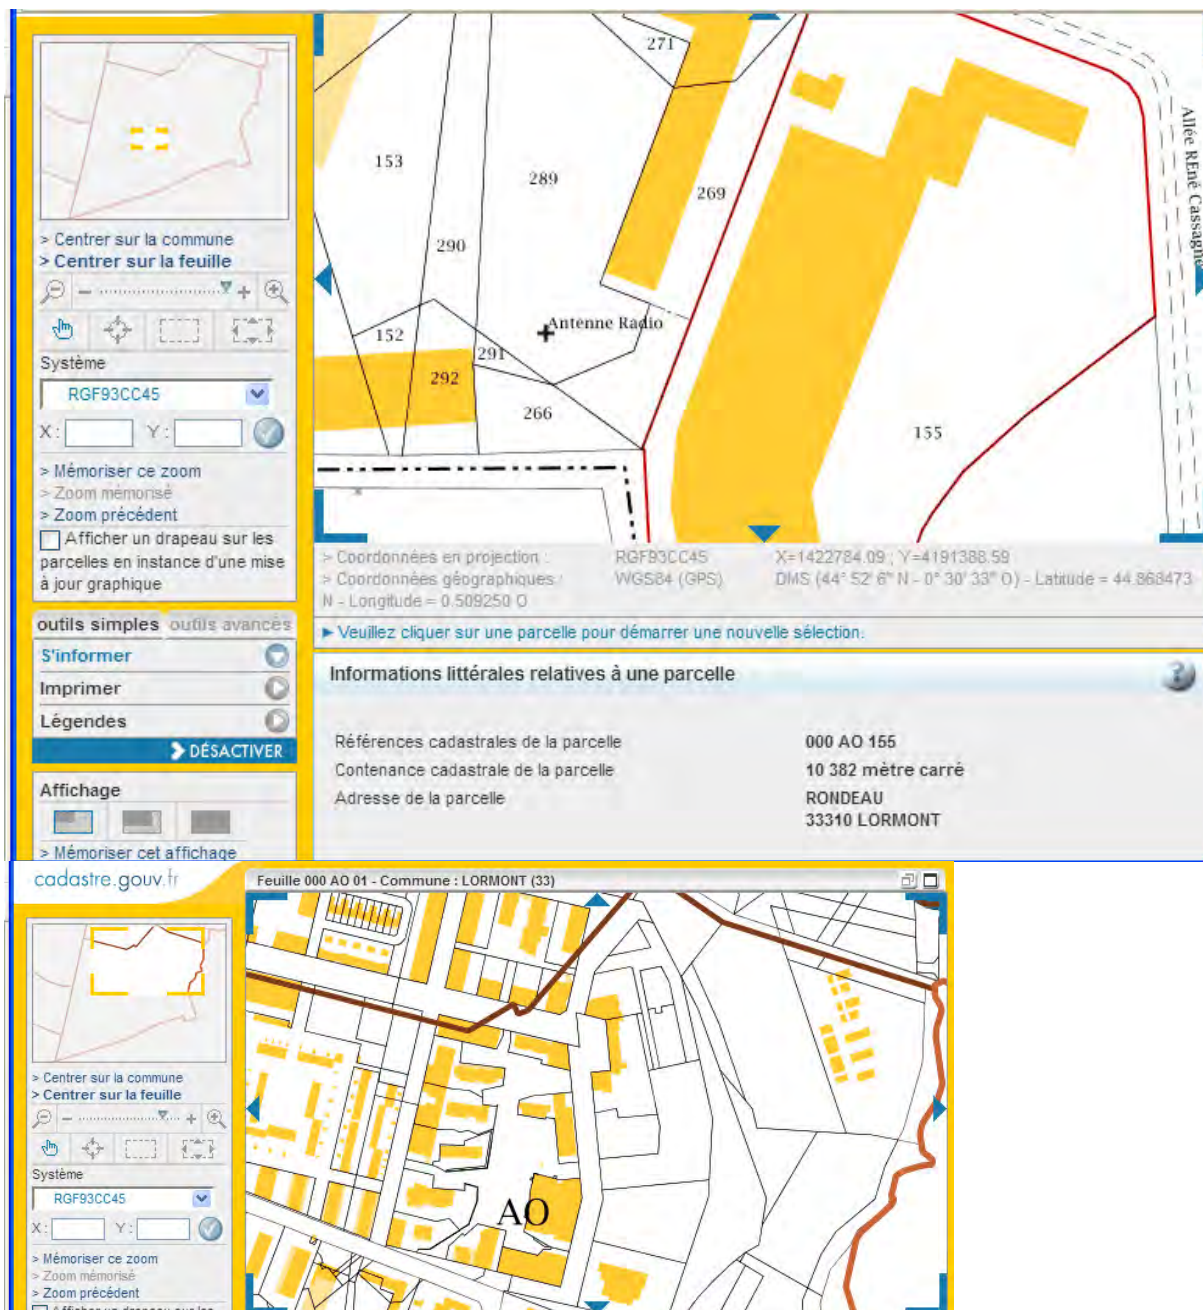 271
153
289
269
290
Antenne Radio
152
291
292
266
155
Allée REné Cassagne
> Centrer sur la commune
> Centrer sur la feuille
Système
RGF93CC45
X : Y :
> Mémoriser ce zoom
> Zoom mémorisé
> Zoom précédent
Afficher un drapeau sur les
parcelles en instance d'une mise
à jour graphique
> Coordonnées en projection : RGF93CC45 X=1422784.09 ; Y=4191388.59
> Coordonnées géographiques : WGS84 (GPS) DMS (44° 52' 6" N - 0° 30' 33" O) - Latitude = 44.868473
N - Longitude = 0.509250 O
► Veuillez cliquer sur une parcelle pour démarrer une nouvelle sélection.
outils simples outils avancés
S'informer
Imprimer
Légendes
DÉSACTIVER
Informations littérales relatives à une parcelle
?
Références cadastrales de la parcelle 000 AO 155
Contenance cadastrale de la parcelle 10 382 mètre carré
Adresse de la parcelle RONDEAU
33310 LORMONT
Affichage
> Mémoriser cet affichage
cadastre.gouv.fr
Feuille 000 AO 01 - Commune : LORMONT (33)
> Centrer sur la commune
> Centrer sur la feuille
Système
RGF93CC45
X : Y :
> Mémoriser ce zoom
> Zoom mémorisé
> Zoom précédent
Afficher un drapeau sur les
AO